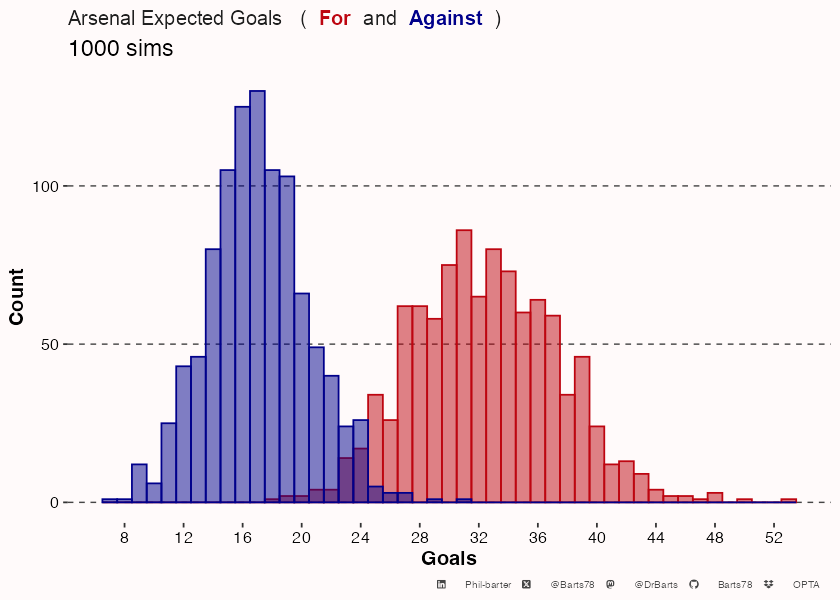 Arsenal Expected Goals ( For and Against )
1000 sims
Count
100
50
0
8 12 16 20 24 28 32 36 40 44 48 52
Goals
Phil-barter @Barts78 @DrBarts Barts78 OPTA